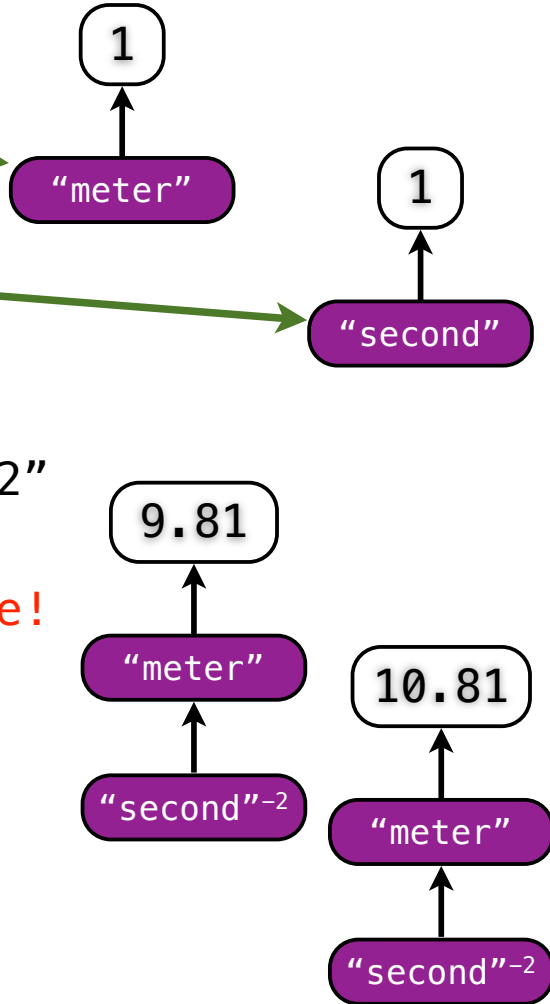 1
“meter”
1
“second”
2”
9.81
e!
“meter”
10.81
“second”⁻²
“meter”
“second”⁻²